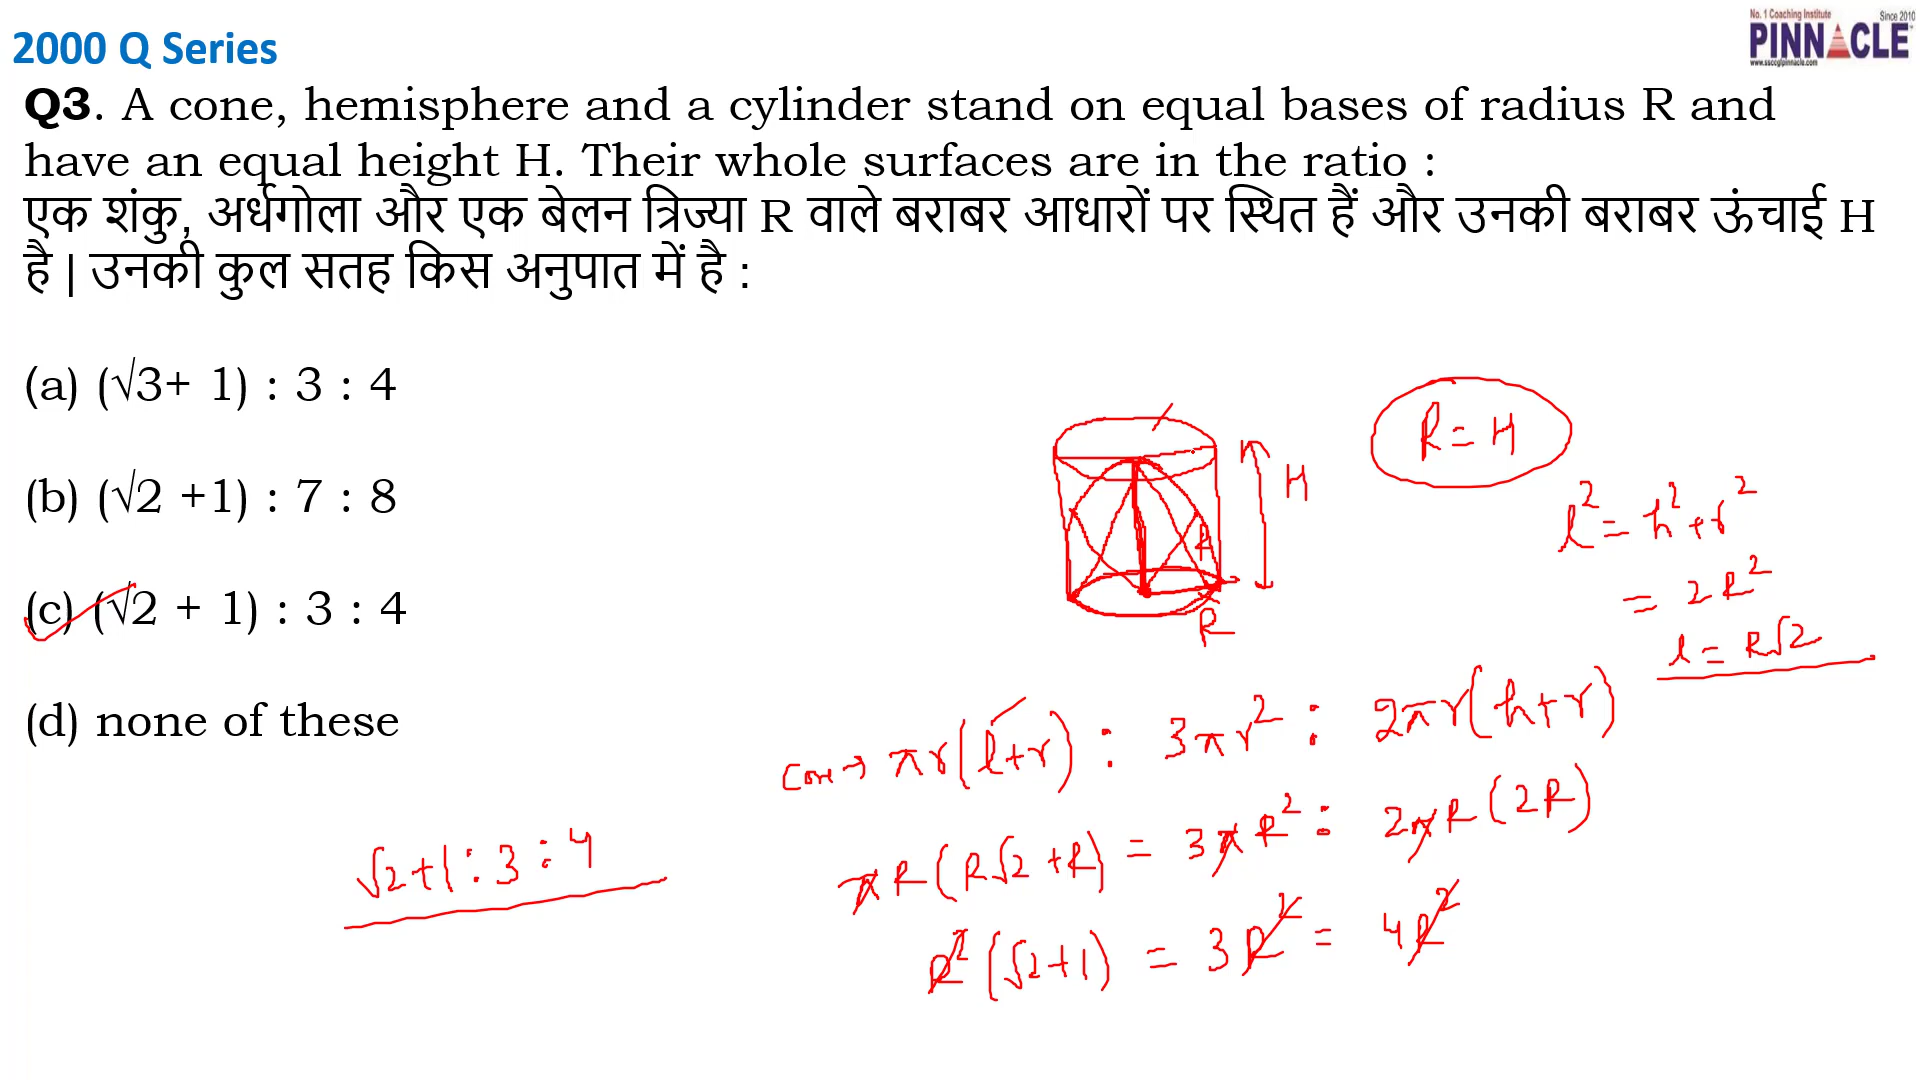 No. 1 Coaching Institute Since 2010
PINNACLE
www.ssccglpinnacle.com
2000 Q Series
Q3. A cone, hemisphere and a cylinder stand on equal bases of radius R and
have an equal height H. Their whole surfaces are in the ratio :
एक शंकु, अर्धगोला और एक बेलन त्रिज्या R वाले बराबर आधारों पर स्थित हैं और उनकी बराबर ऊंचाई H
है | उनकी कुल सतह किस अनुपात में है :
(a) (√3+ 1) : 3 : 4
(b) (√2 +1) : 7 : 8
(c) (√2 + 1) : 3 : 4
(d) none of these
R = H
H
R
R
l² = h² + r²
= 2R²
l = R√2
Cone → πr(l+r) : 3πr² : 2πr(h+r)
πR(R√2+R) = 3πR² : 2πR(2R)
R²(√2+1) = 3R² = 4R²
√2+1 : 3 : 4